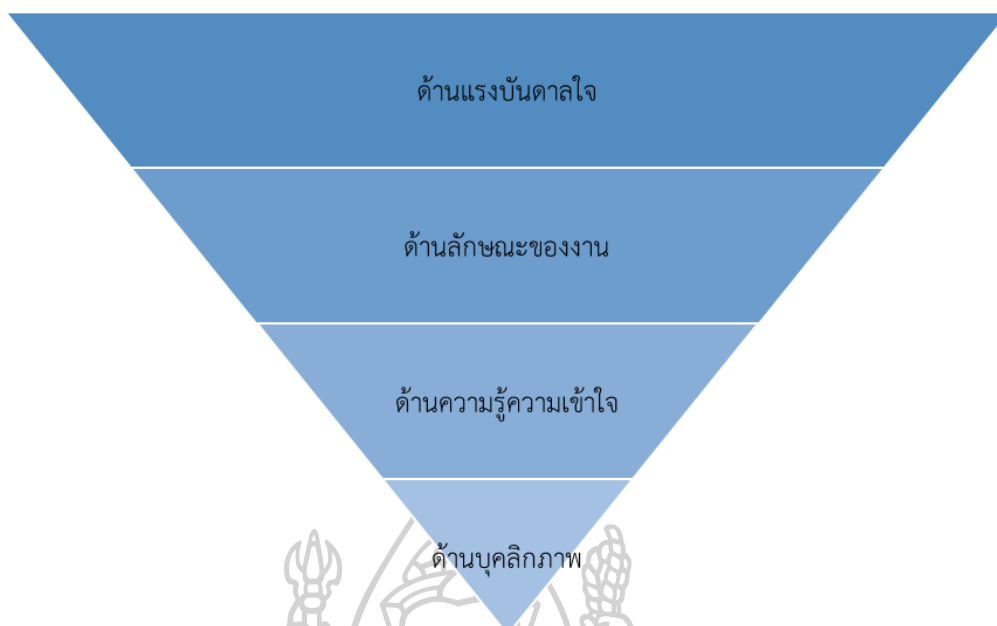 ด้านแรงบันดาลใจ
ด้านลักษณะของงาน
ด้านความรู้ความเข้าใจ
ด้านบุคลิกภาพ